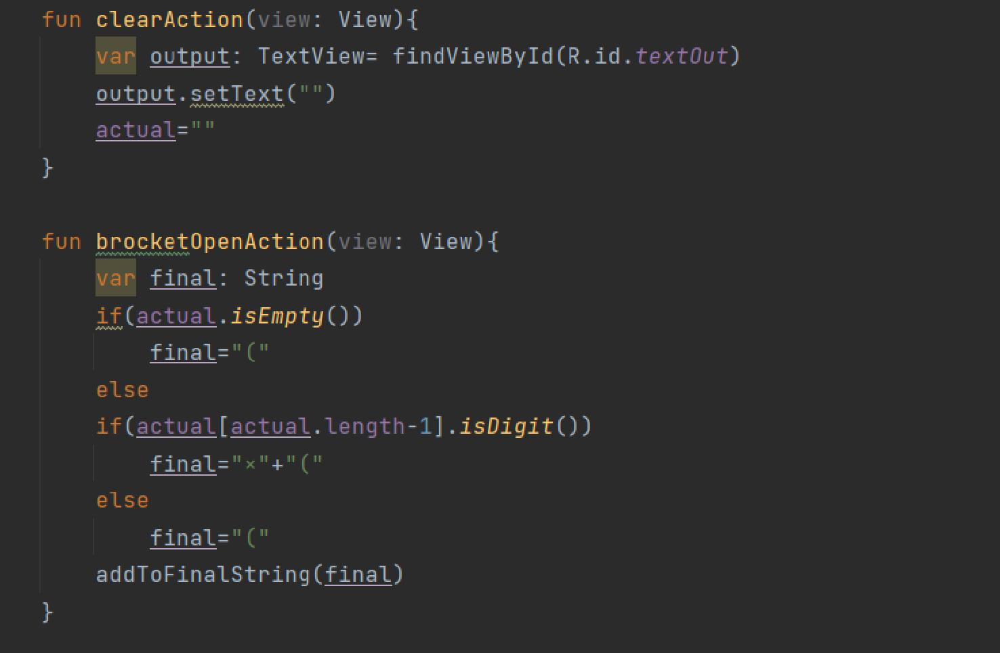 fun clearAction(view: View){
    var output: TextView= findViewById(R.id.textOut)
    output.setText("")
    actual=""
}
fun brocketOpenAction(view: View){
    var final: String
    if(actual.isEmpty())
        final="("
    else
    if(actual[actual.length-1].isDigit())
        final="×"+"("
    else
        final="("
    addToFinalString(final)
}